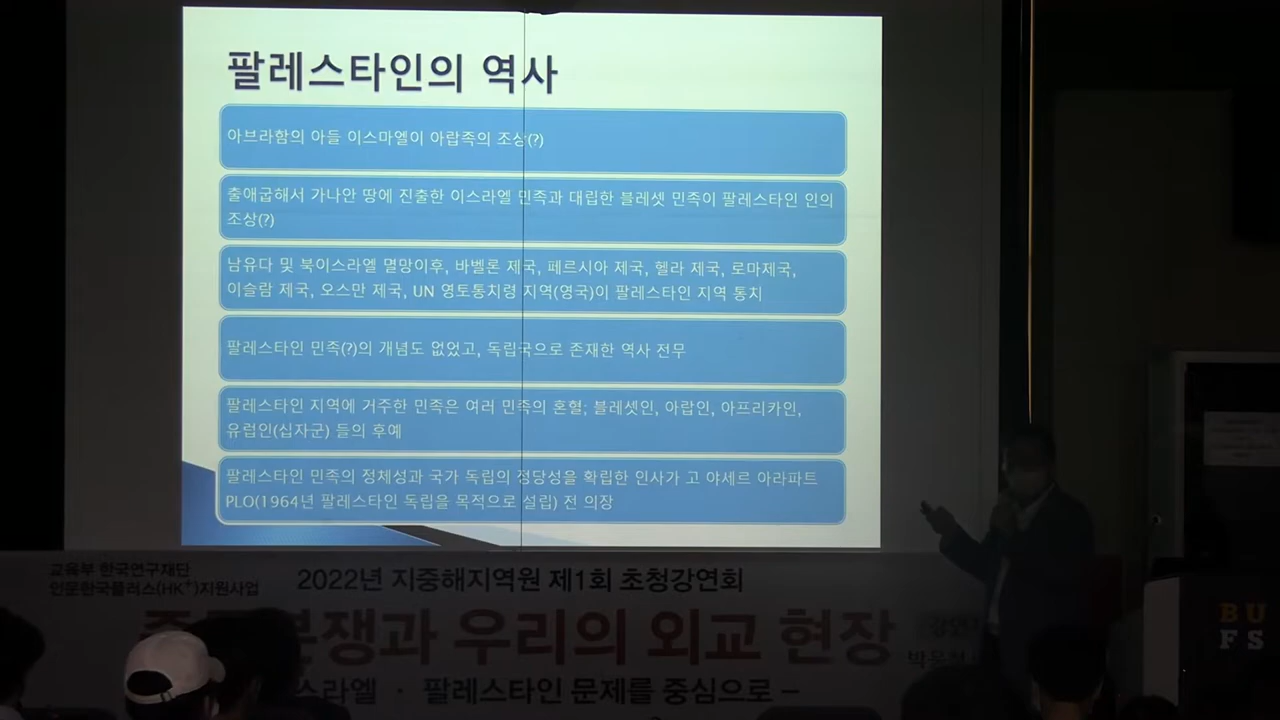 팔레스타인의 역사
아브라함의 아들 이스마엘이 아랍족의 조상(?)
출애굽해서 가나안 땅에 진출한 이스라엘 민족과 대립한 블레셋 민족이 팔레스타인 인의
조상(?)
남유다 및 북이스라엘 멸망이후, 바벨론 제국, 페르시아 제국, 헬라 제국, 로마제국,
이슬람 제국, 오스만 제국, UN 영토통치령 지역(영국)이 팔레스타인 지역 통치
팔레스타인 민족(?)의 개념도 없었고, 독립국으로 존재한 역사 전무
팔레스타인 지역에 거주한 민족은 여러 민족의 혼혈; 블레셋인, 아랍인, 아프리카인,
유럽인(십자군) 들의 후예
팔레스타인 민족의 정체성과 국가 독립의 정당성을 확립한 인사가 고 야세르 아라파트
PLO(1964년 팔레스타인 독립을 목적으로 설립) 전 의장
교육부 한국연구재단
인문한국플러스(HK+)지원사업
2022년 지중해지역원 제1회 초청강연회
우리의 외교 현장
팔레스타인 문제를 중심으로 –
BU
FS